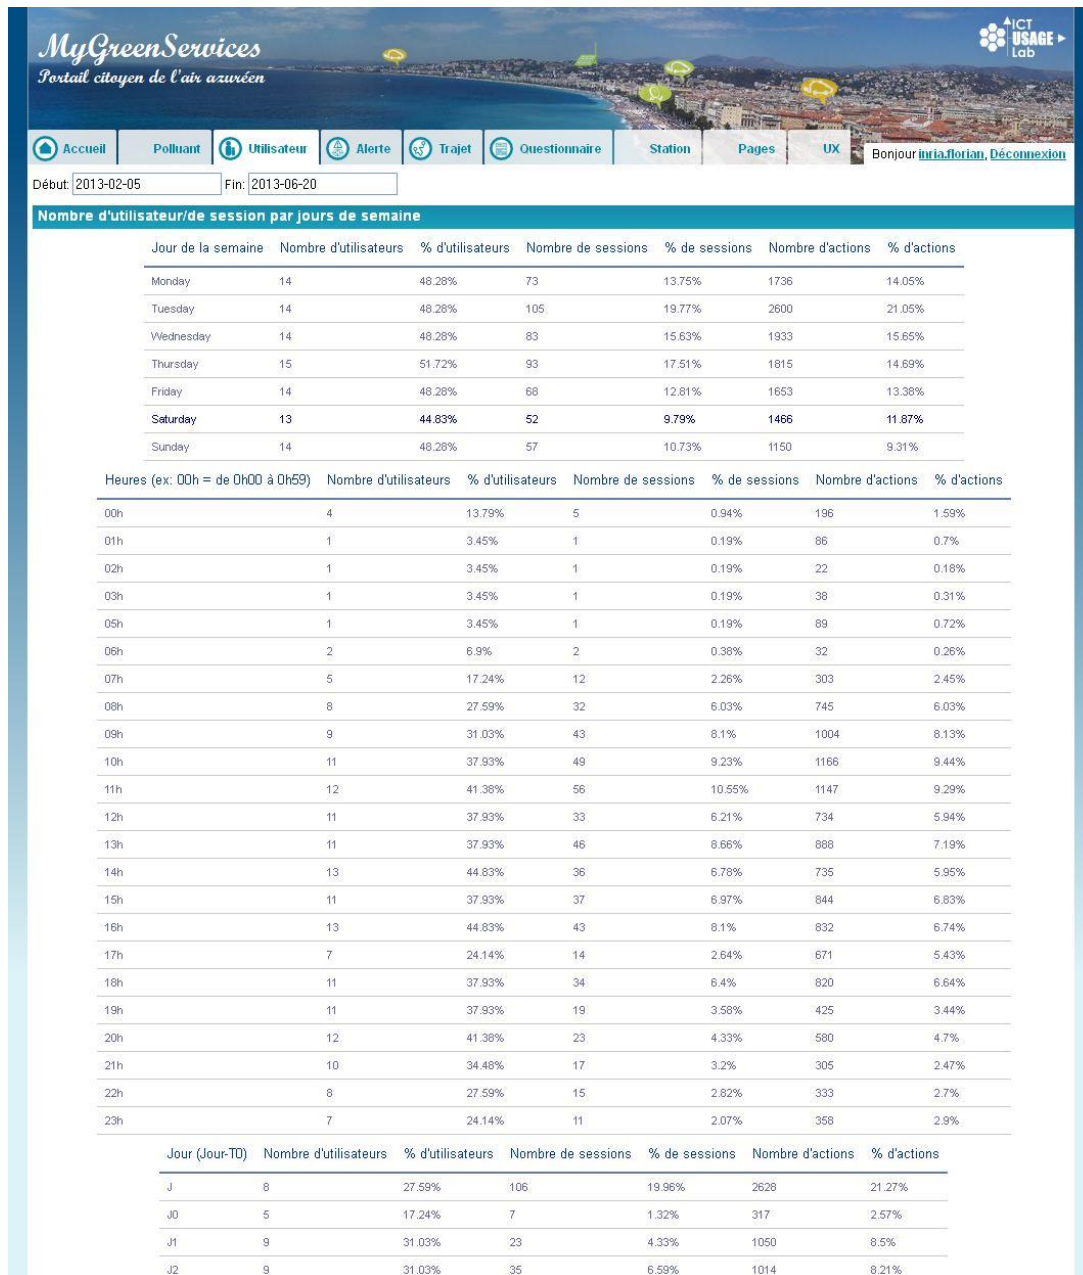 MyGreenServices
Portail citoyen de l'air azuréen
ICT
USAGE
Lab
Accueil Polluant Utilisateur Alerte Trajet Questionnaire Station Pages UX Bonjour inria.florian, Déconnexion
Début: 2013-02-05 Fin: 2013-06-20
Nombre d'utilisateur/de session par jours de semaine
Jour de la semaine Nombre d'utilisateurs % d'utilisateurs Nombre de sessions % de sessions Nombre d'actions % d'actions
Monday 14 48.28% 73 13.75% 1736 14.05%
Tuesday 14 48.28% 105 19.77% 2600 21.05%
Wednesday 14 48.28% 83 15.63% 1933 15.65%
Thursday 15 51.72% 93 17.51% 1815 14.69%
Friday 14 48.28% 68 12.81% 1653 13.38%
Saturday 13 44.83% 52 9.79% 1466 11.87%
Sunday 14 48.28% 57 10.73% 1150 9.31%
Heures (ex: 00h = de 0h00 à 0h59) Nombre d'utilisateurs % d'utilisateurs Nombre de sessions % de sessions Nombre d'actions % d'actions
00h 4 13.79% 5 0.94% 196 1.59%
01h 1 3.45% 1 0.19% 86 0.7%
02h 1 3.45% 1 0.19% 22 0.18%
03h 1 3.45% 1 0.19% 38 0.31%
05h 1 3.45% 1 0.19% 89 0.72%
06h 2 6.9% 2 0.38% 32 0.26%
07h 5 17.24% 12 2.26% 303 2.45%
08h 8 27.59% 32 6.03% 745 6.03%
09h 9 31.03% 43 8.1% 1004 8.13%
10h 11 37.93% 49 9.23% 1166 9.44%
11h 12 41.38% 56 10.55% 1147 9.29%
12h 11 37.93% 33 6.21% 734 5.94%
13h 11 37.93% 46 8.66% 888 7.19%
14h 13 44.83% 36 6.78% 735 5.95%
15h 11 37.93% 37 6.97% 844 6.83%
16h 13 44.83% 43 8.1% 832 6.74%
17h 7 24.14% 14 2.64% 671 5.43%
18h 11 37.93% 34 6.4% 820 6.64%
19h 11 37.93% 19 3.58% 425 3.44%
20h 12 41.38% 23 4.33% 580 4.7%
21h 10 34.48% 17 3.2% 305 2.47%
22h 8 27.59% 15 2.82% 333 2.7%
23h 7 24.14% 11 2.07% 358 2.9%
Jour (Jour-T0) Nombre d'utilisateurs % d'utilisateurs Nombre de sessions % de sessions Nombre d'actions % d'actions
J 8 27.59% 106 19.96% 2628 21.27%
J0 5 17.24% 7 1.32% 317 2.57%
J1 9 31.03% 23 4.33% 1050 8.5%
J2 9 31.03% 35 6.59% 1014 8.21%